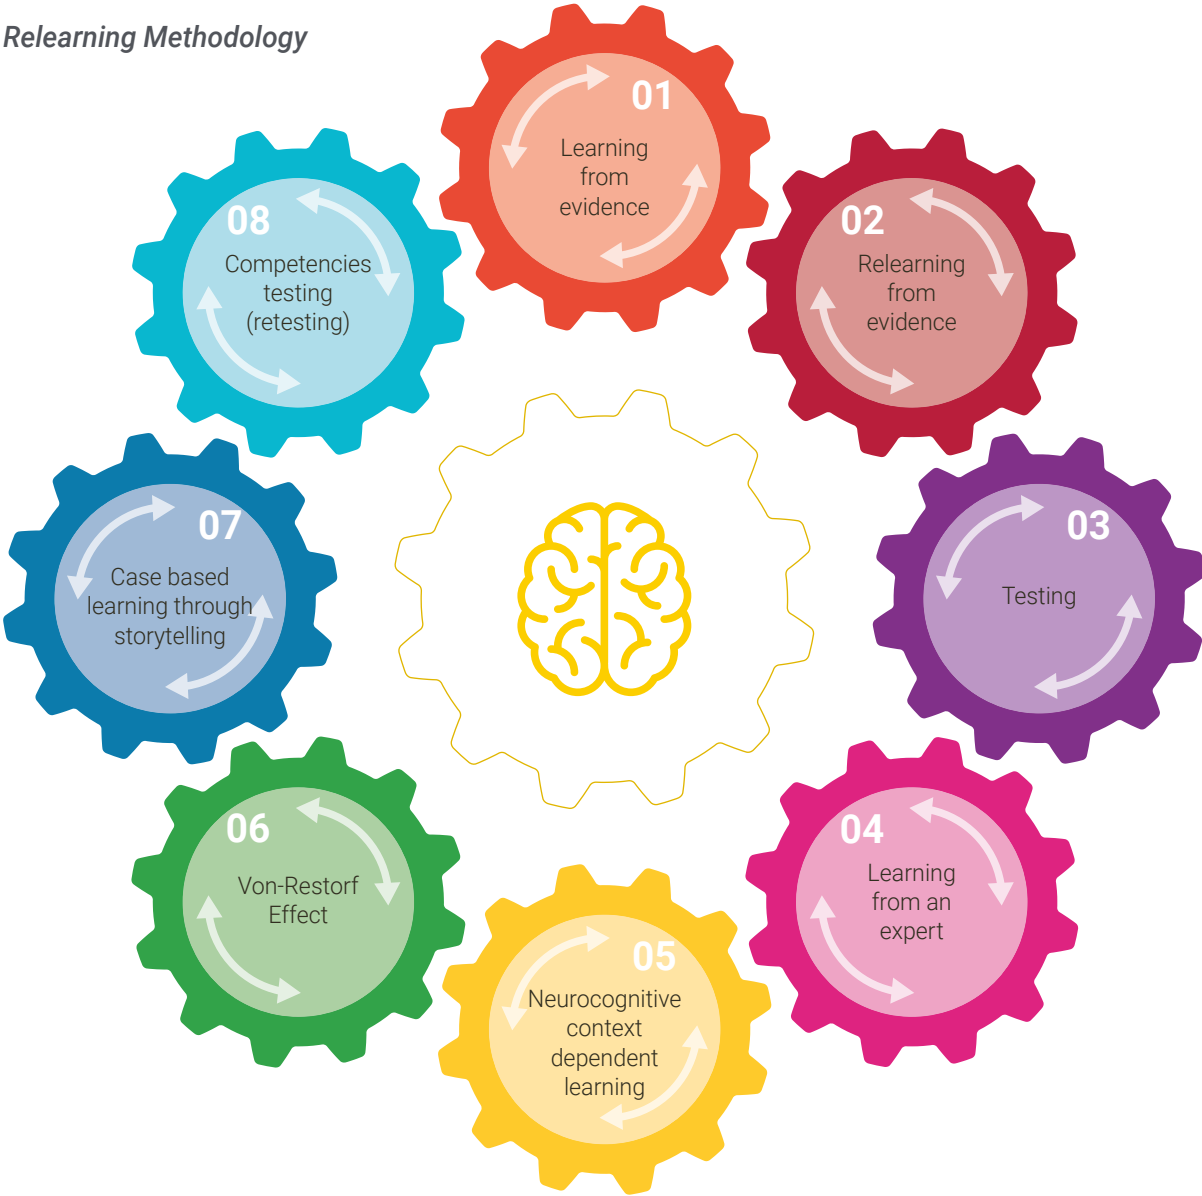 Relearning Methodology
01
Learning
from
evidence
02
Relearning
from
evidence
03
Testing
04
Learning
from an
expert
05
Neurocognitive
context
dependent
learning
06
Von-Restorf
Effect
07
Case based
learning through
storytelling
08
Competencies
testing
(retesting)